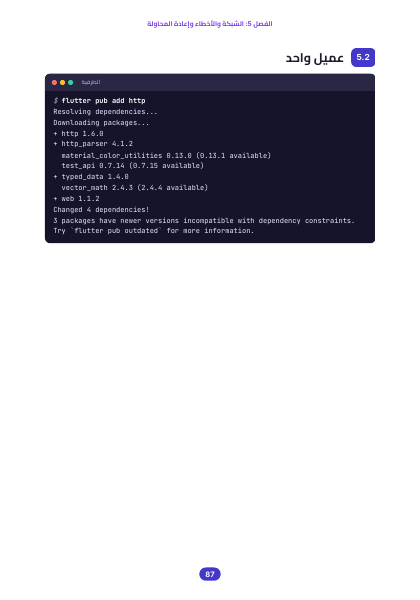 الفصل 5: الشبكة والأخطاء وإعادة المحاولة
5.2 عميل واحد
الطرفية
$ flutter pub add http
Resolving dependencies...
Downloading packages...
+ http 1.6.0
+ http_parser 4.1.2
material_color_utilities 0.13.0 (0.13.1 available)
test_api 0.7.14 (0.7.15 available)
+ typed_data 1.4.0
vector_math 2.4.3 (2.4.4 available)
+ web 1.1.2
Changed 4 dependencies!
3 packages have newer versions incompatible with dependency constraints.
Try `flutter pub outdated` for more information.
87